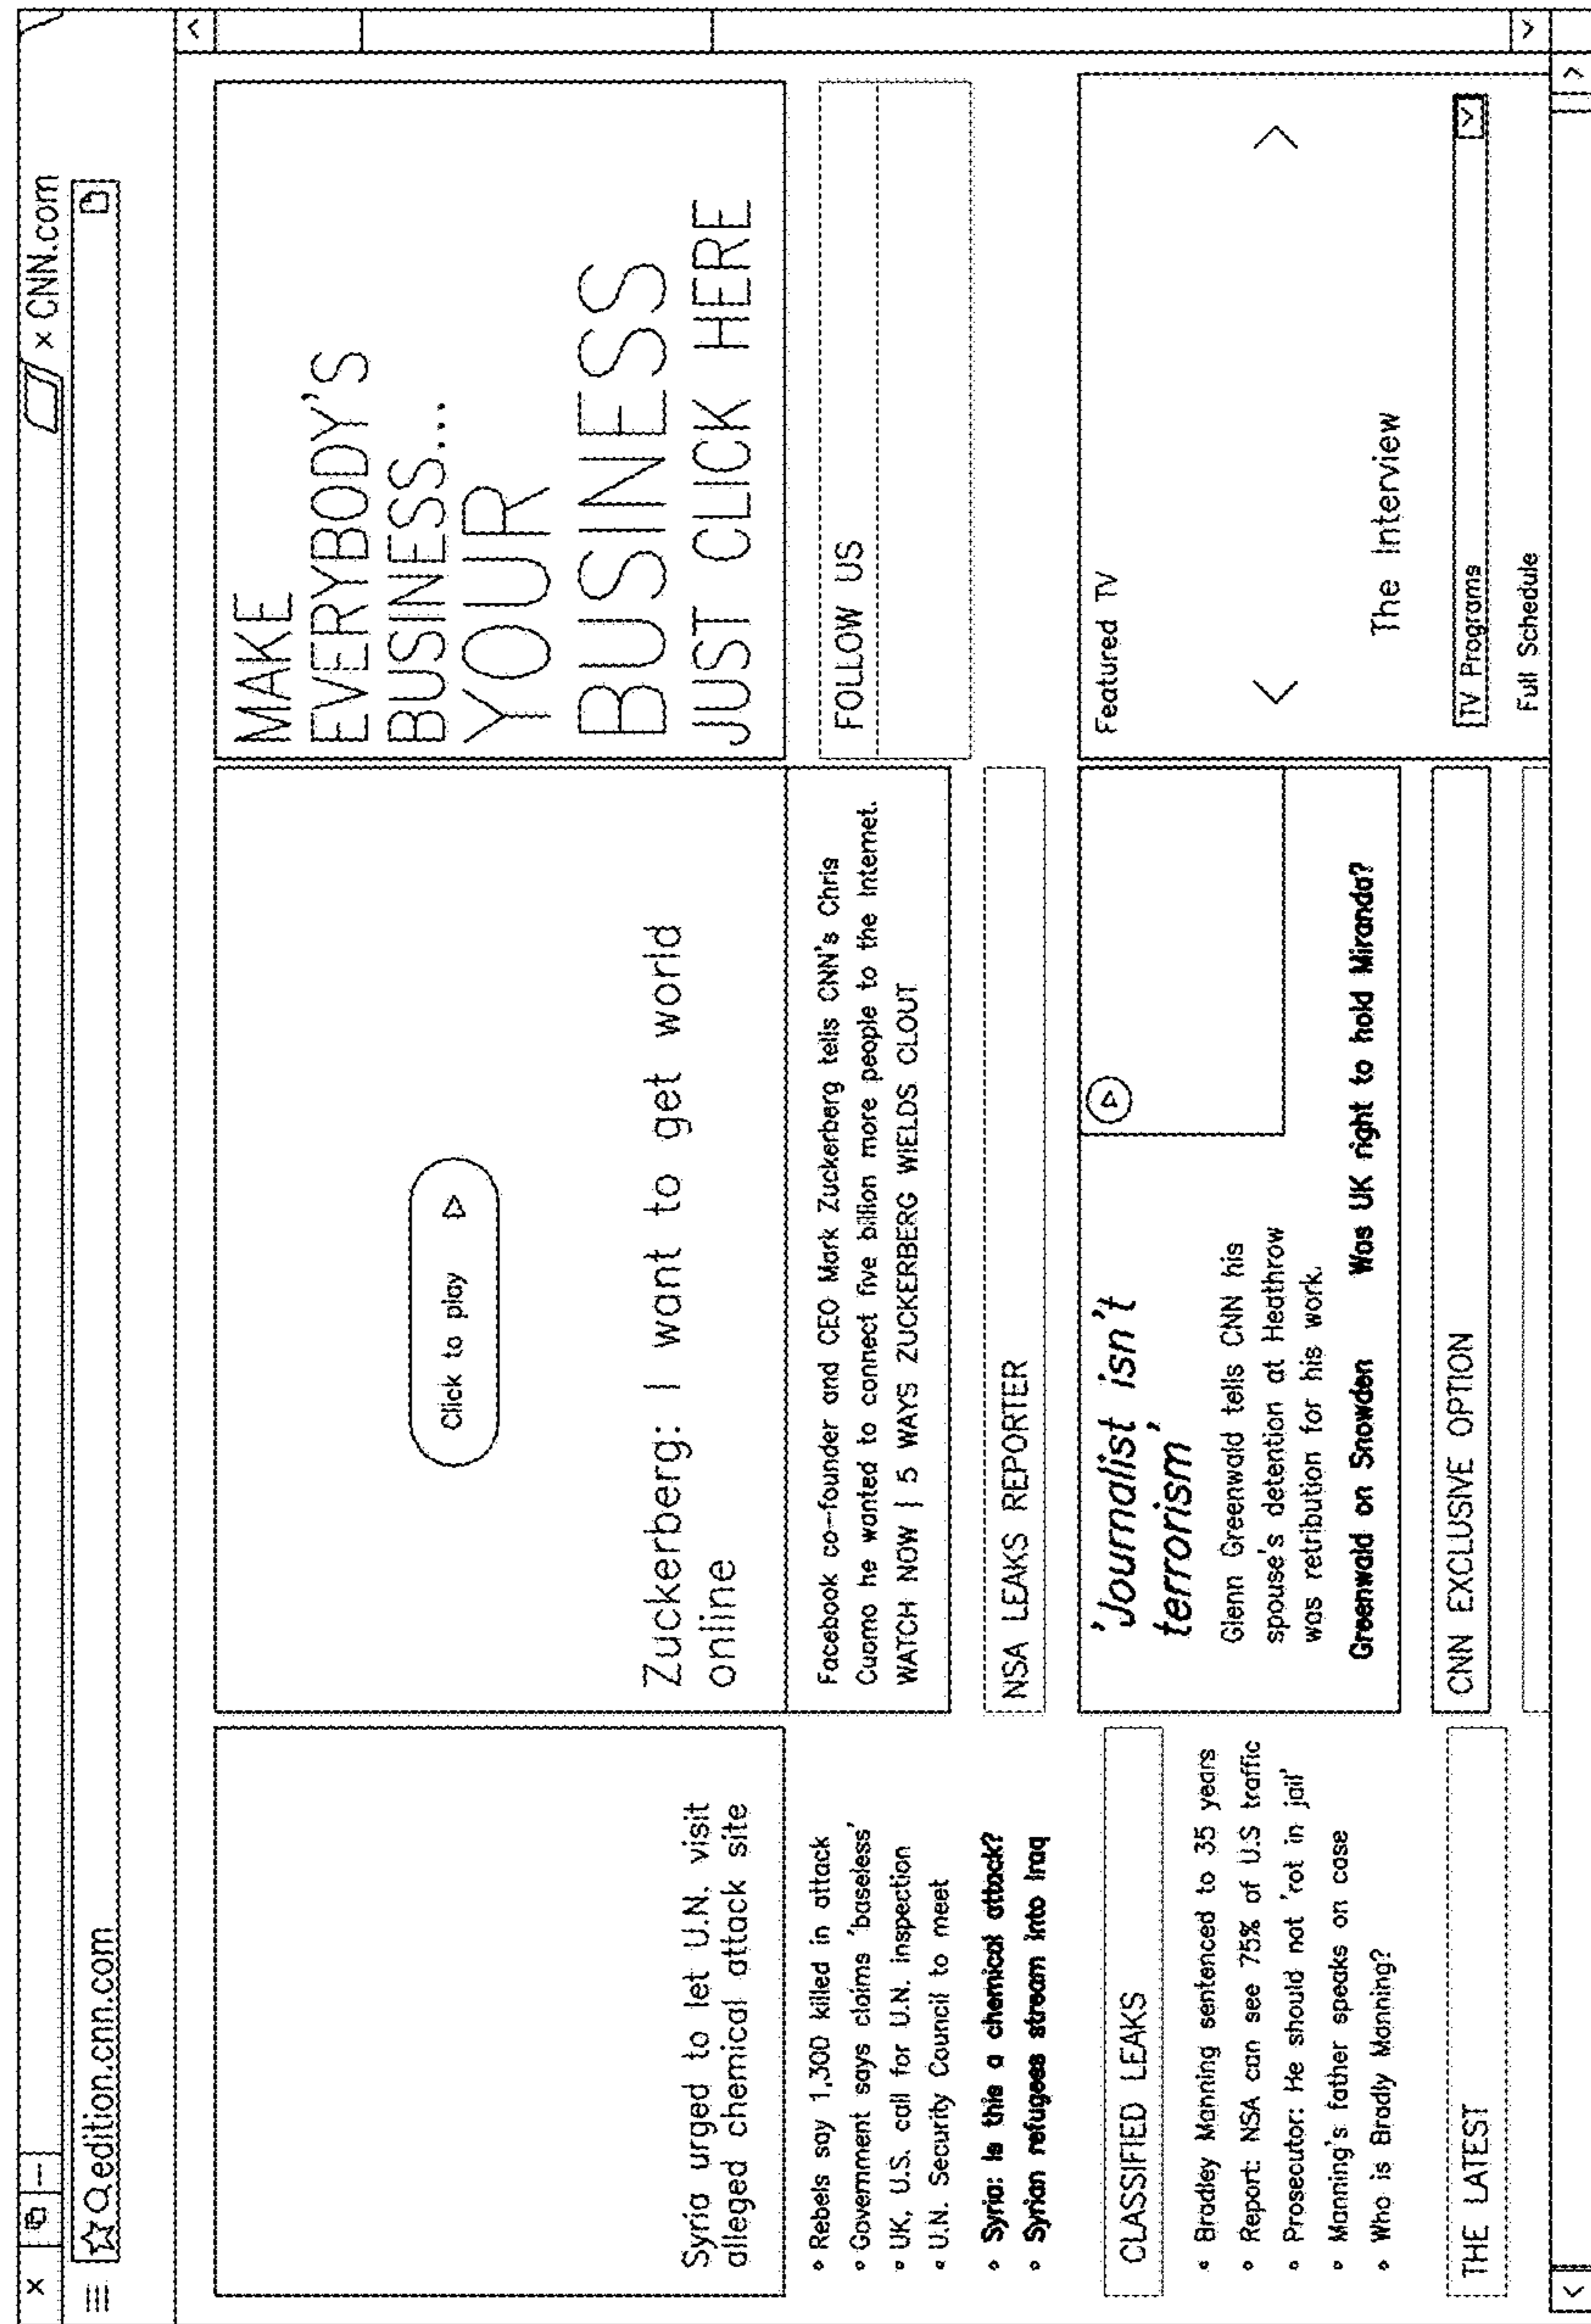 × CNN.com
edition.cnn.com
Syria urged to let U.N. visit
alleged chemical attack site
• Rebels say 1,300 killed in attack
• Government says claims 'baseless'
• UK, U.S. call for U.N. inspection
• U.N. Security Council to meet
• Syria: Is this a chemical attack?
• Syrian refugees stream into Iraq
CLASSIFIED LEAKS
• Bradley Manning sentenced to 35 years
• Report: NSA can see 75% of U.S traffic
• Prosecutor: He should not 'rot in jail'
• Manning's father speaks on case
• Who is Bradly Manning?
THE LATEST
Click to play
Zuckerberg: I want to get world
online
Facebook co-founder and CEO Mark Zuckerberg tells CNN's Chris
Cuomo he wanted to connect five billion more people to the Internet.
WATCH NOW | 5 WAYS ZUCKERBERG WIELDS CLOUT
NSA LEAKS REPORTER
'Journalist isn't
terrorism'
Glenn Greenwald tells CNN his
spouse's detention at Heathrow
was retribution for his work.
Greenwald on Snowden Was UK right to hold Miranda?
CNN EXCLUSIVE OPTION
MAKE
EVERYBODY'S
BUSINESS...
YOUR
BUSINESS
JUST CLICK HERE
FOLLOW US
Featured TV
The Interview
TV Programs
Full Schedule